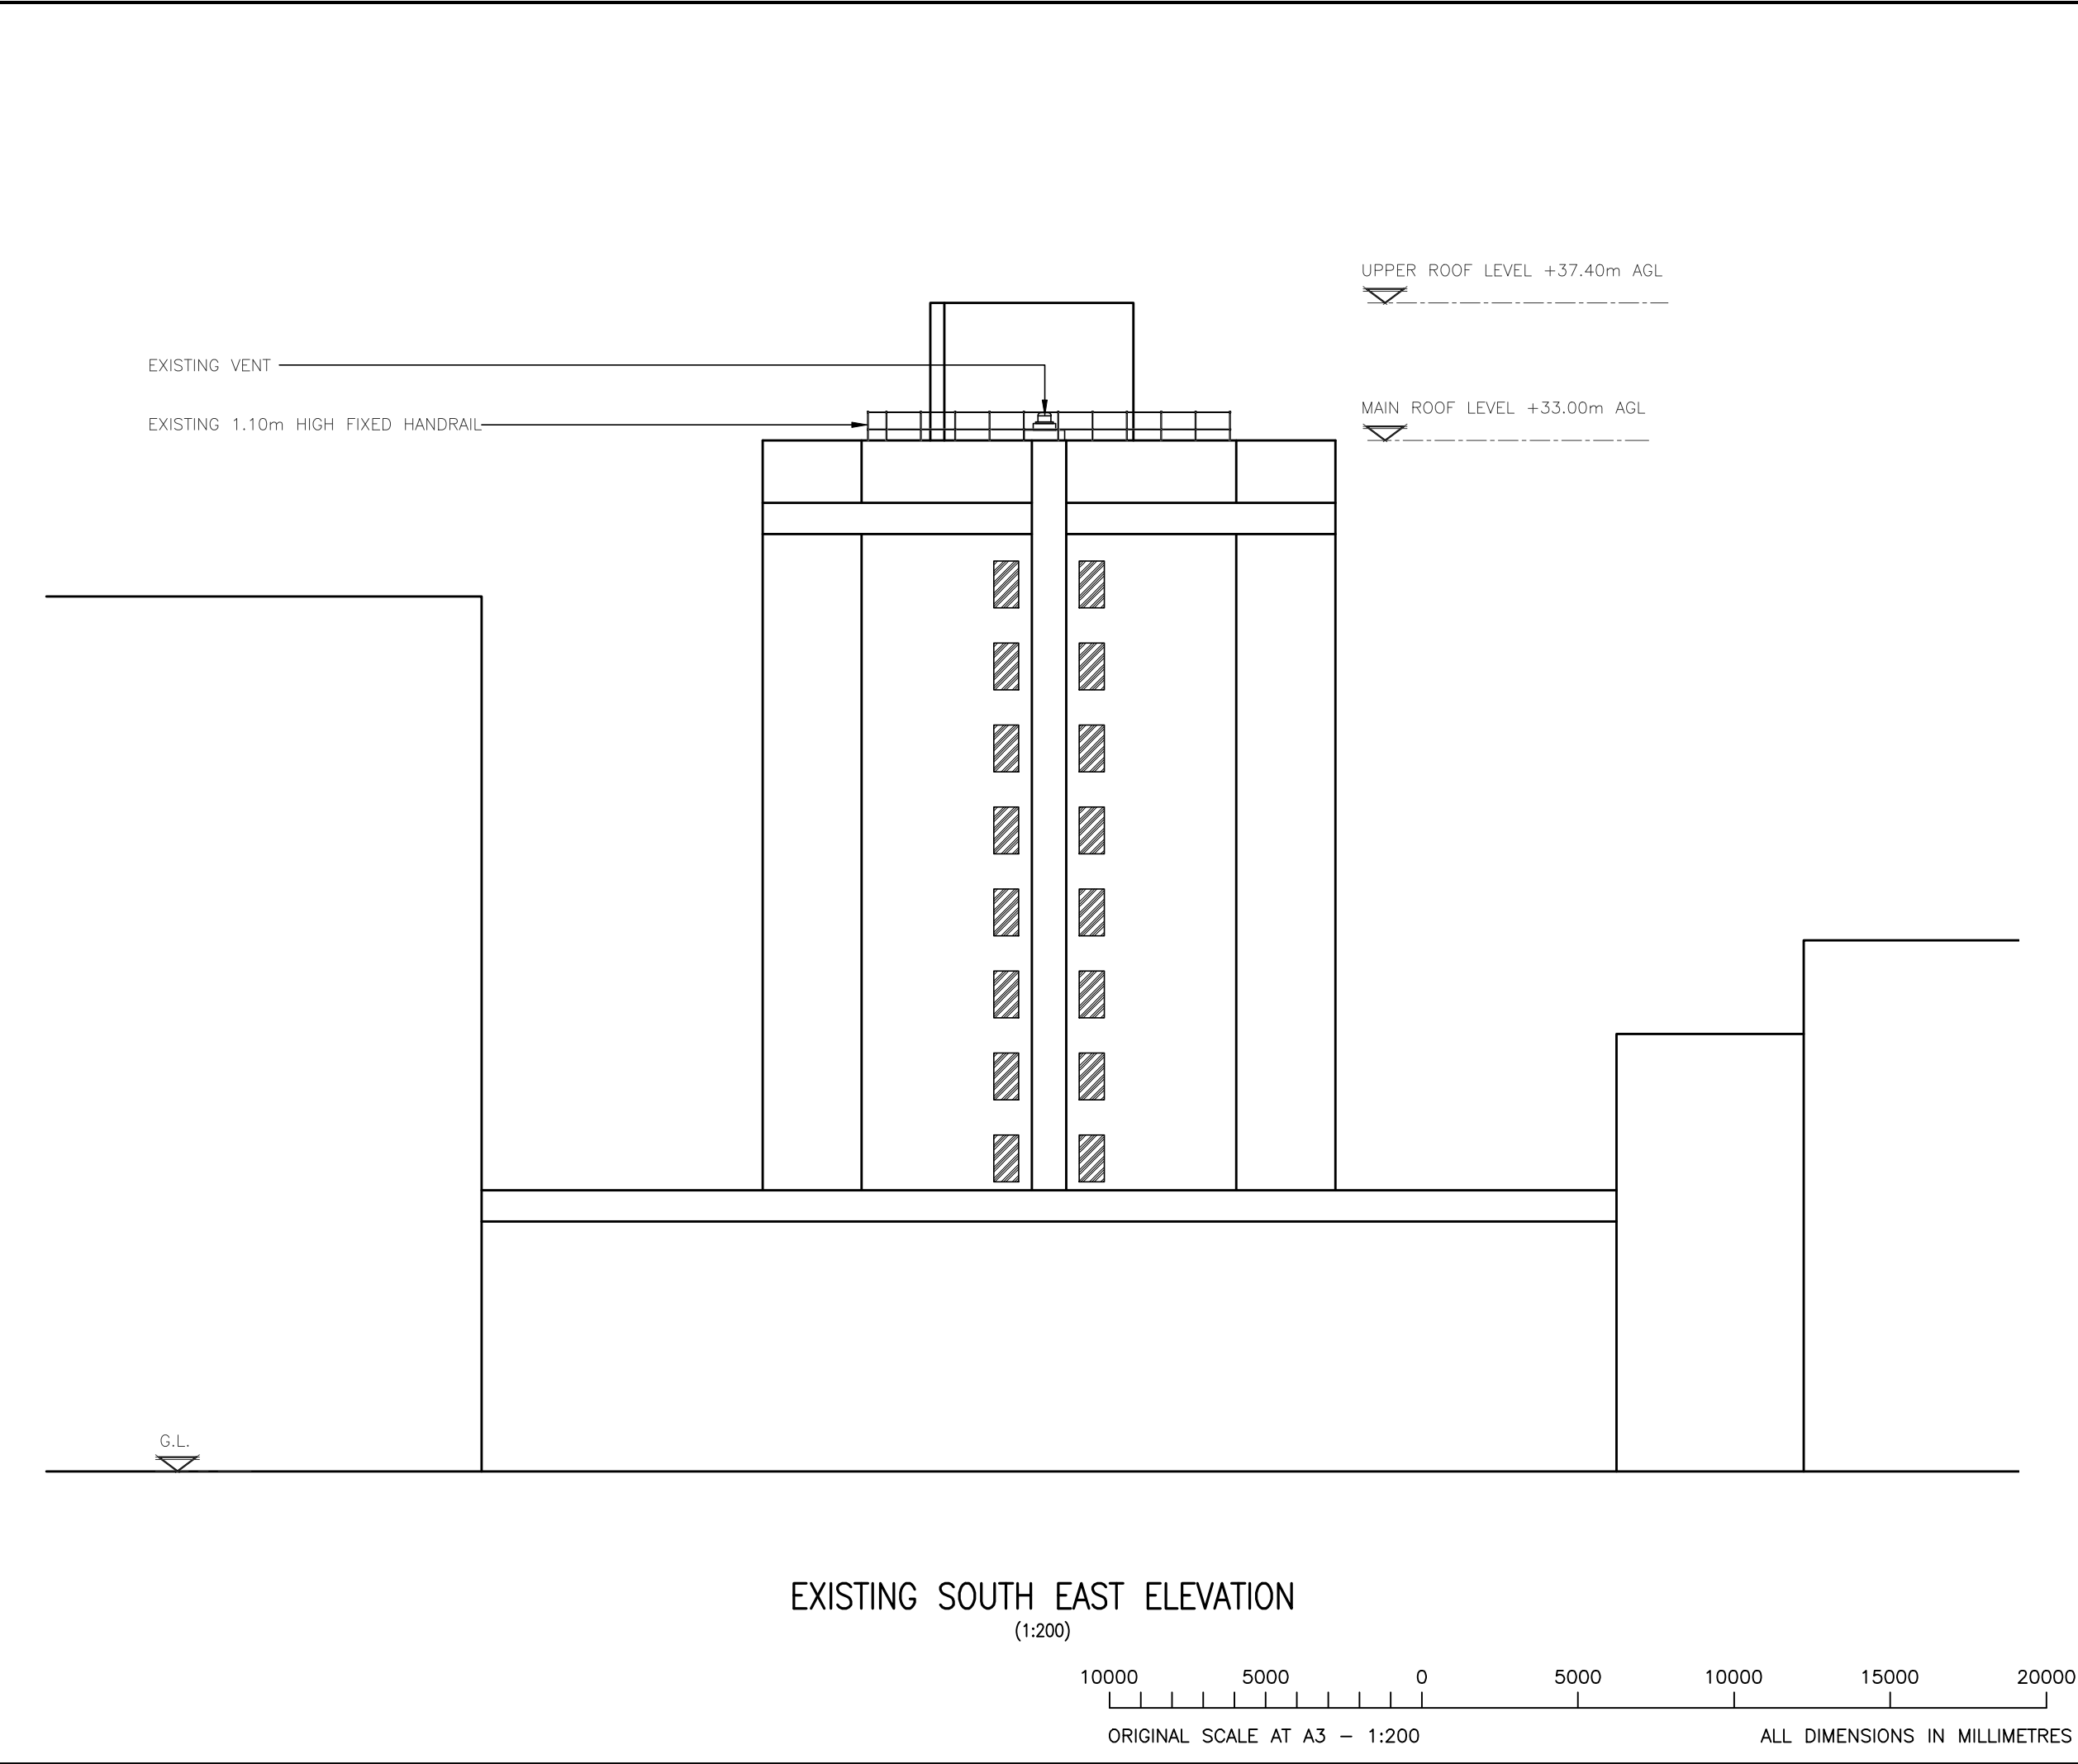 UPPER ROOF LEVEL +37.40m AGL
EXISTING VENT
MAIN ROOF LEVEL +33.00m AGL
EXISTING 1.10m HIGH FIXED HANDRAIL
G.L.
EXISTING SOUTH EAST ELEVATION
(1:200)
10000 5000 0 5000 10000 15000 20000
ORIGINAL SCALE AT A3 – 1:200 ALL DIMENSIONS IN MILLIMETRES